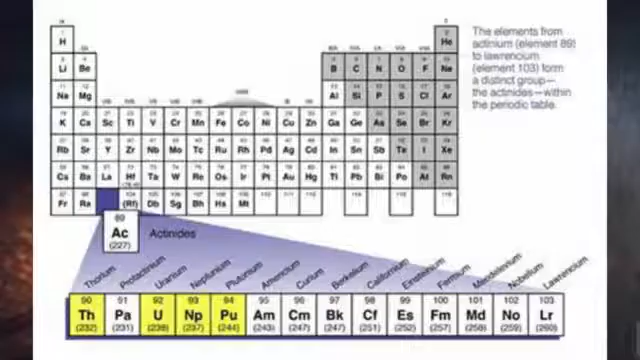 The elements from
actinium (element 89)
to lawrencium
(element 103) form
a distinct group—
the actinides—within
the periodic table.
H He
Li Be B C N O F Ne
Na Mg Al Si P S Cl Ar
K Ca Sc Ti V Cr Mn Fe Co Ni Cu Zn Ga Ge As Se Br Kr
Rb Sr Y Zr Nb Mo Tc Ru Rh Pd Ag Cd In Sn Sb Te I Xe
Cs Ba La Hf Ta W Re Os Ir Pt Au Hg Tl Pb Bi Po At Rn
Fr Ra (Rf) Db Sg Bh Hs Mt
89
Ac Actinides
(227)
Thorium Protactinium Uranium Neptunium Plutonium Americium Curium Berkelium Californium Einsteinium Fermium Mendelevium Nobelium Lawrencium
90 91 92 93 94 95 96 97 98 99 100 101 102 103
Th Pa U Np Pu Am Cm Bk Cf Es Fm Md No Lr
(232) (231) (238) (237) (244) (243) (247) (247) (251) (252) (257) (258) (259) (260)